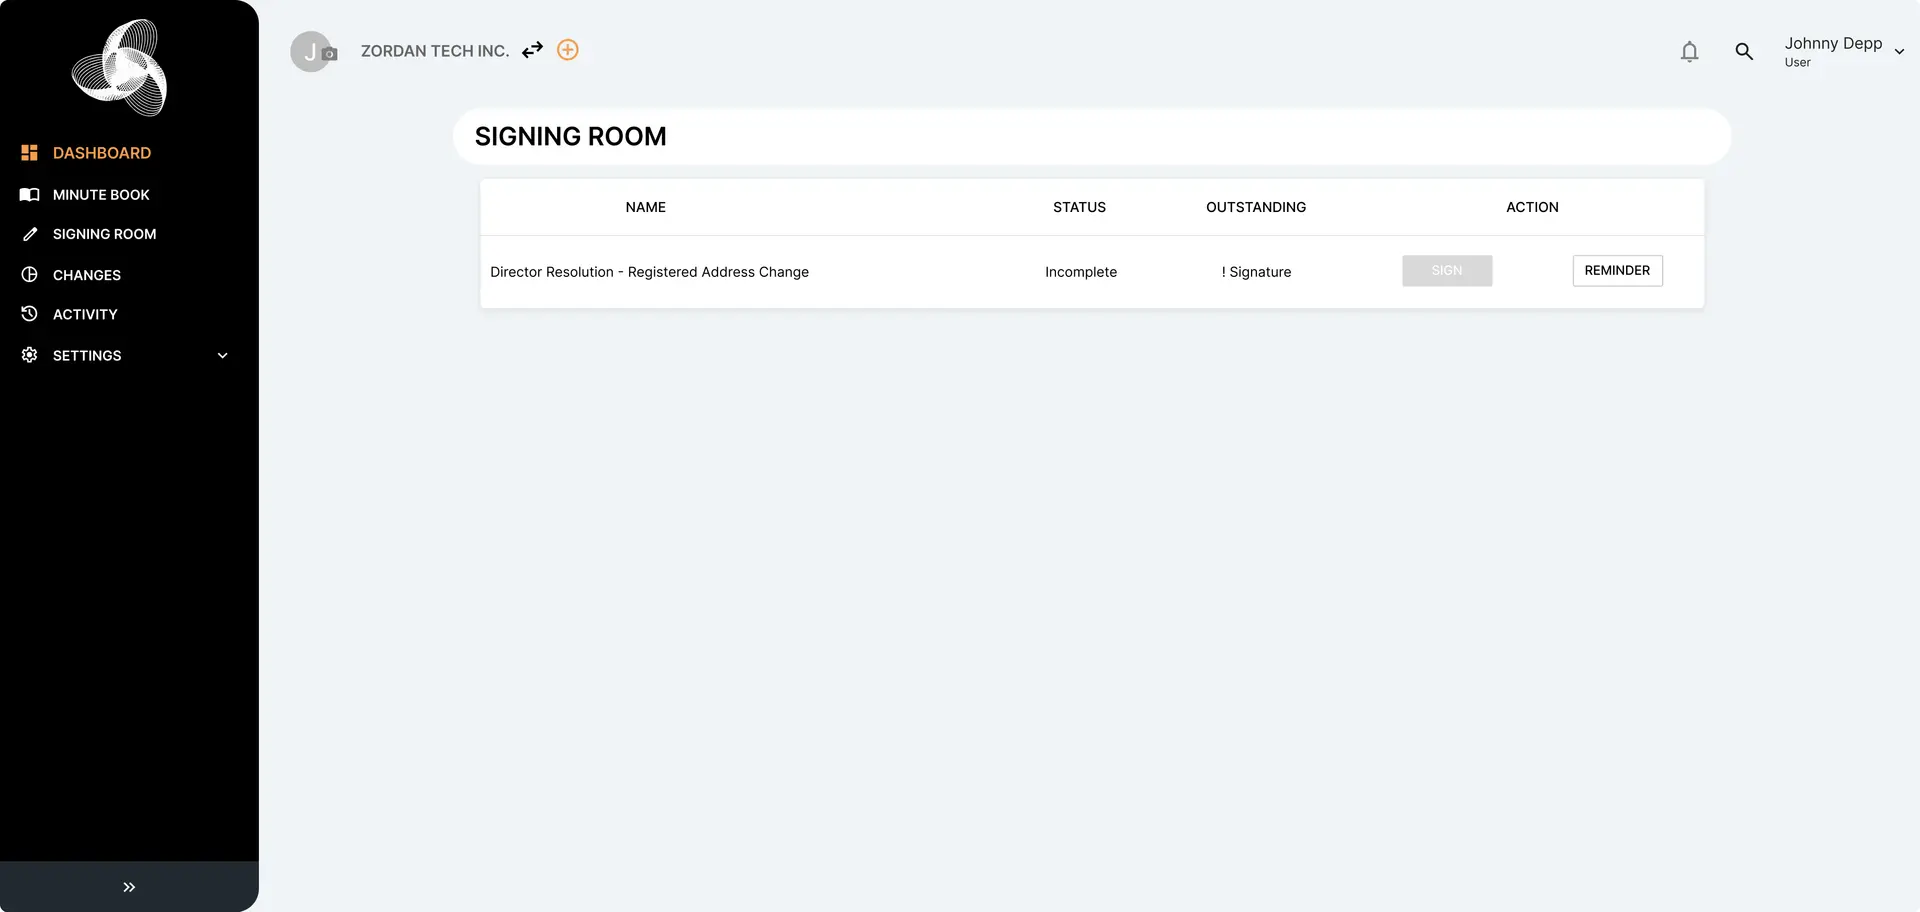 J
ZORDAN TECH INC.
Johnny Depp
User
DASHBOARD
MINUTE BOOK
SIGNING ROOM
CHANGES
ACTIVITY
SETTINGS
SIGNING ROOM
NAME STATUS OUTSTANDING ACTION
Director Resolution - Registered Address Change Incomplete ! Signature SIGN REMINDER